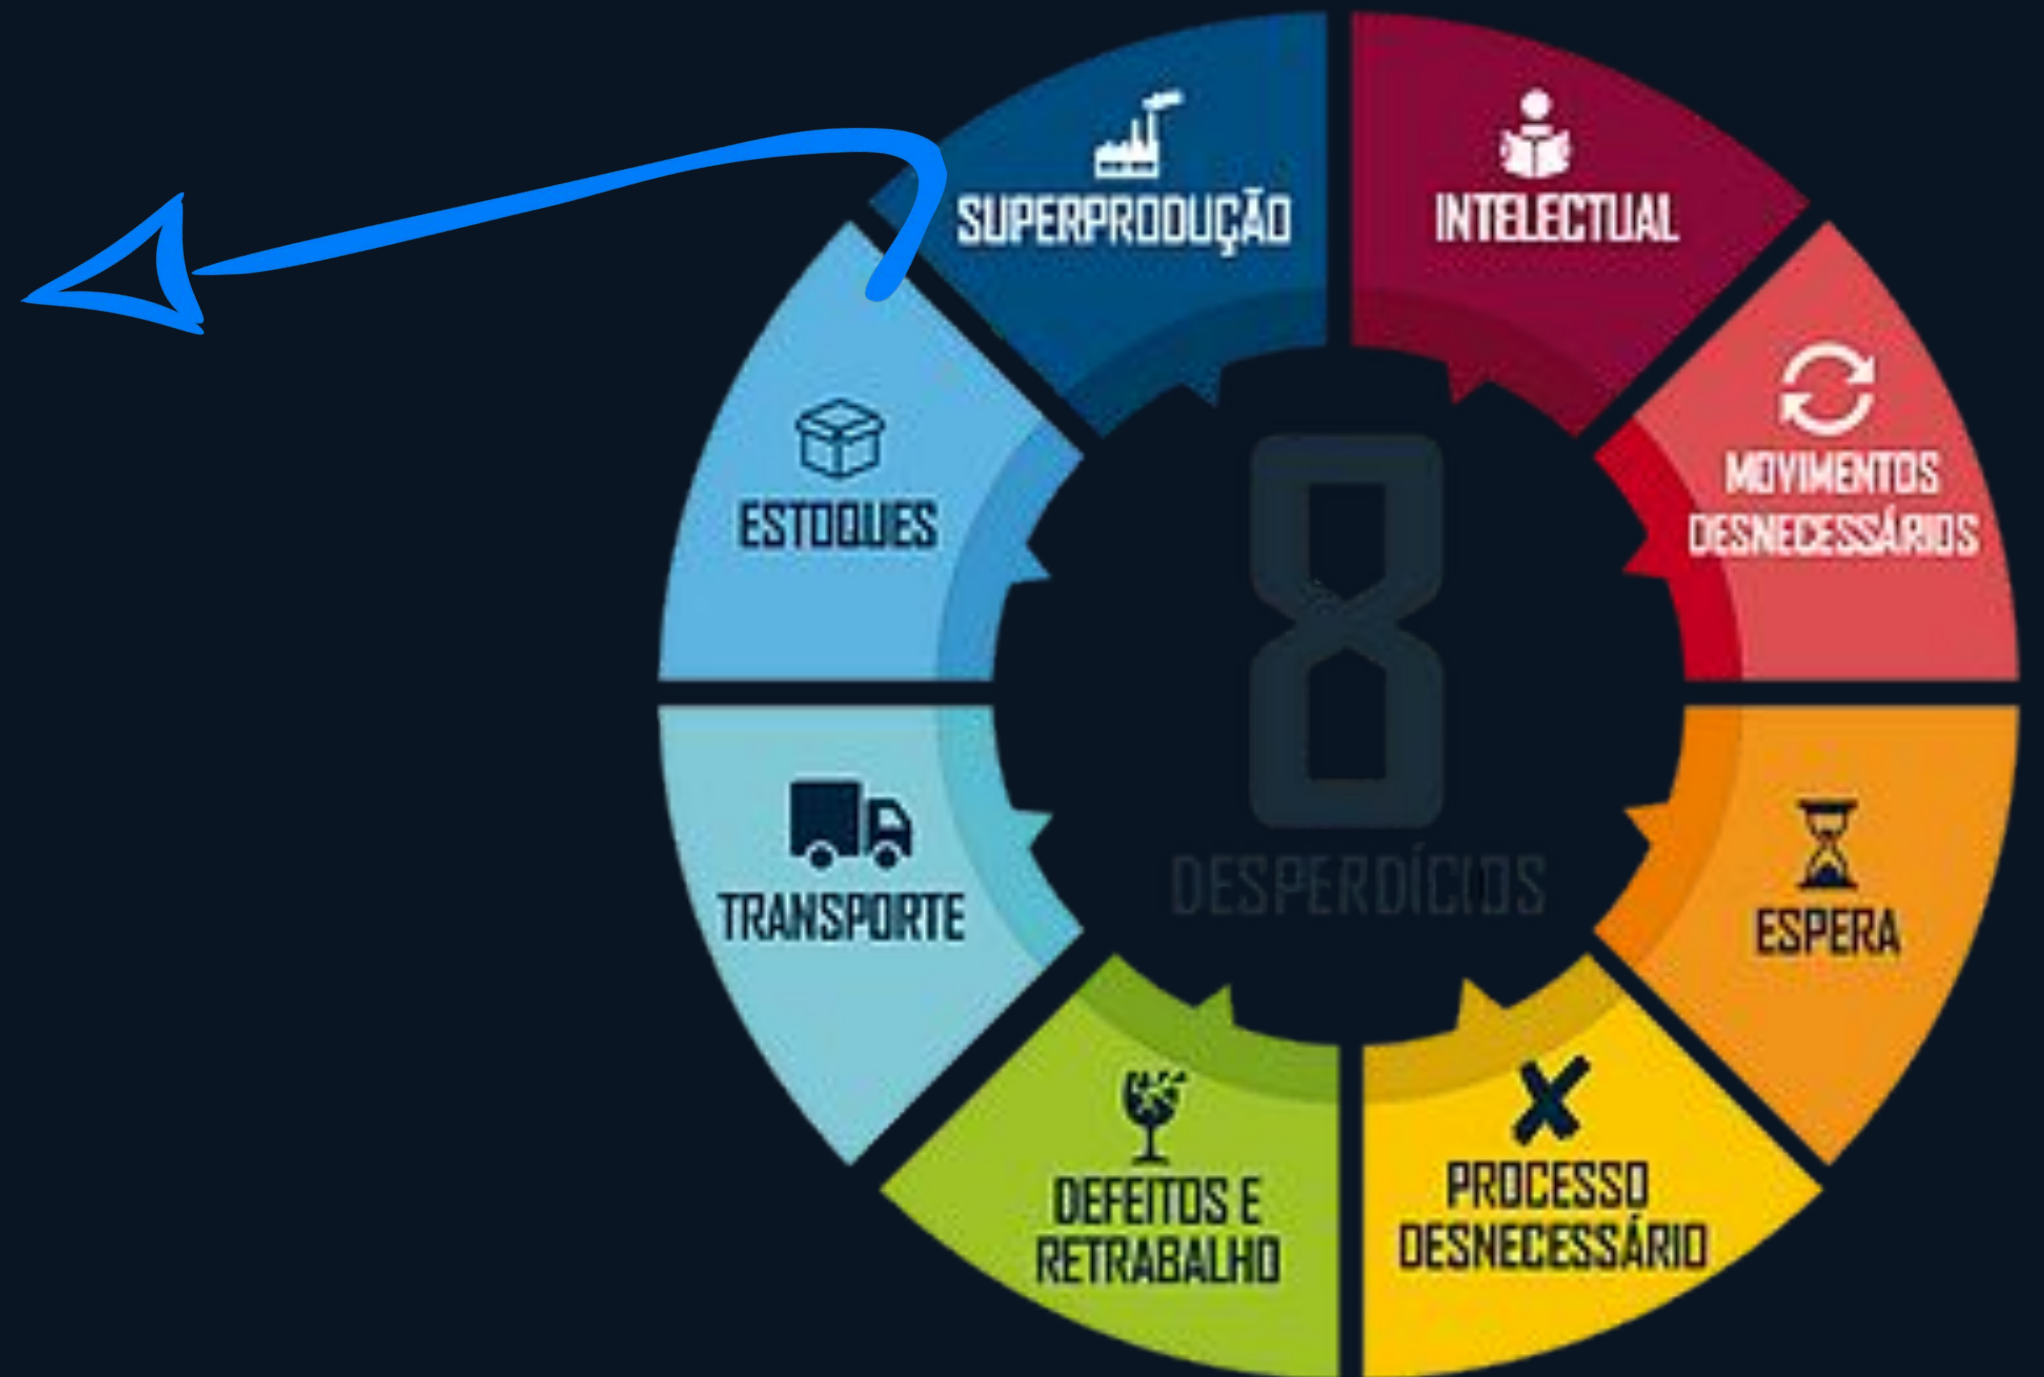 SUPERPRODUÇÃO
INTELECTUAL
MOVIMENTOS
DESNECESSÁRIOS
ESPERA
PROCESSO
DESNECESSÁRIO
DEFEITOS E
RETRABALHO
TRANSPORTE
ESTOQUES
8
DESPERDÍCIOS